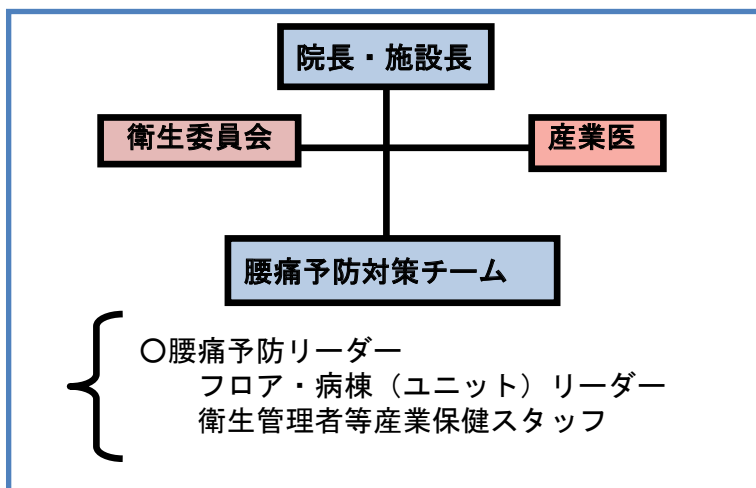 院長・施設長
衛生委員会
産業医
腰痛予防対策チーム
〇腰痛予防リーダー
フロア・病棟（ユニット）リーダー
衛生管理者等産業保健スタッフ